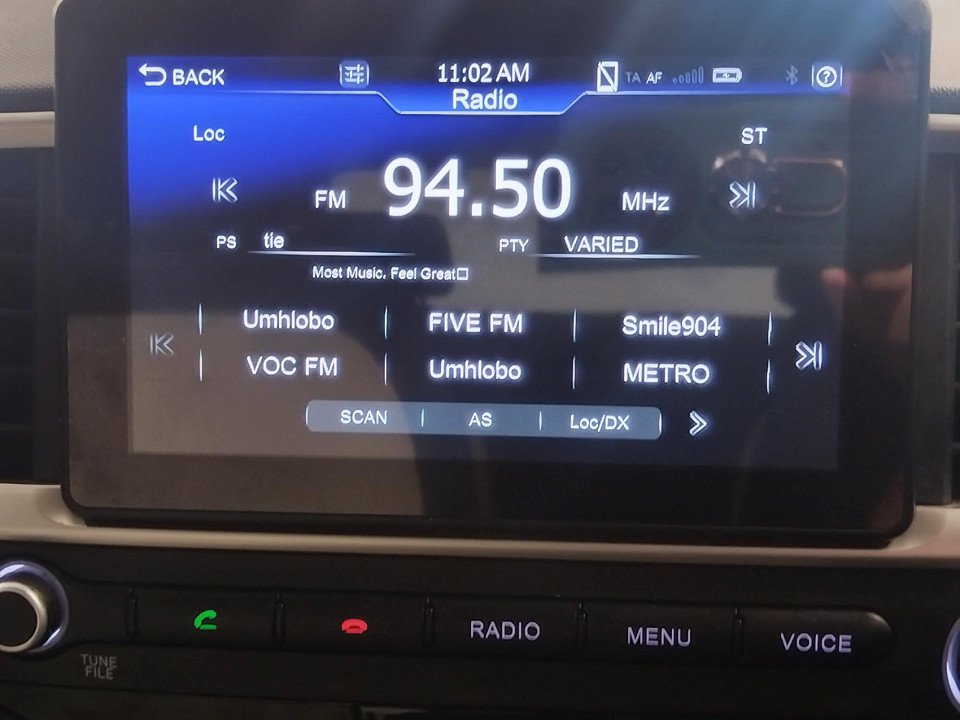 BACK 11:02 AM TA AF ?
Radio
Loc ST
FM 94.50 MHz
PS tie PTY VARIED
Most Music. Feel Great□
Umhlobo FIVE FM Smile904
VOC FM Umhlobo METRO
SCAN AS Loc/DX
RADIO MENU VOICE
TUNE
FILE